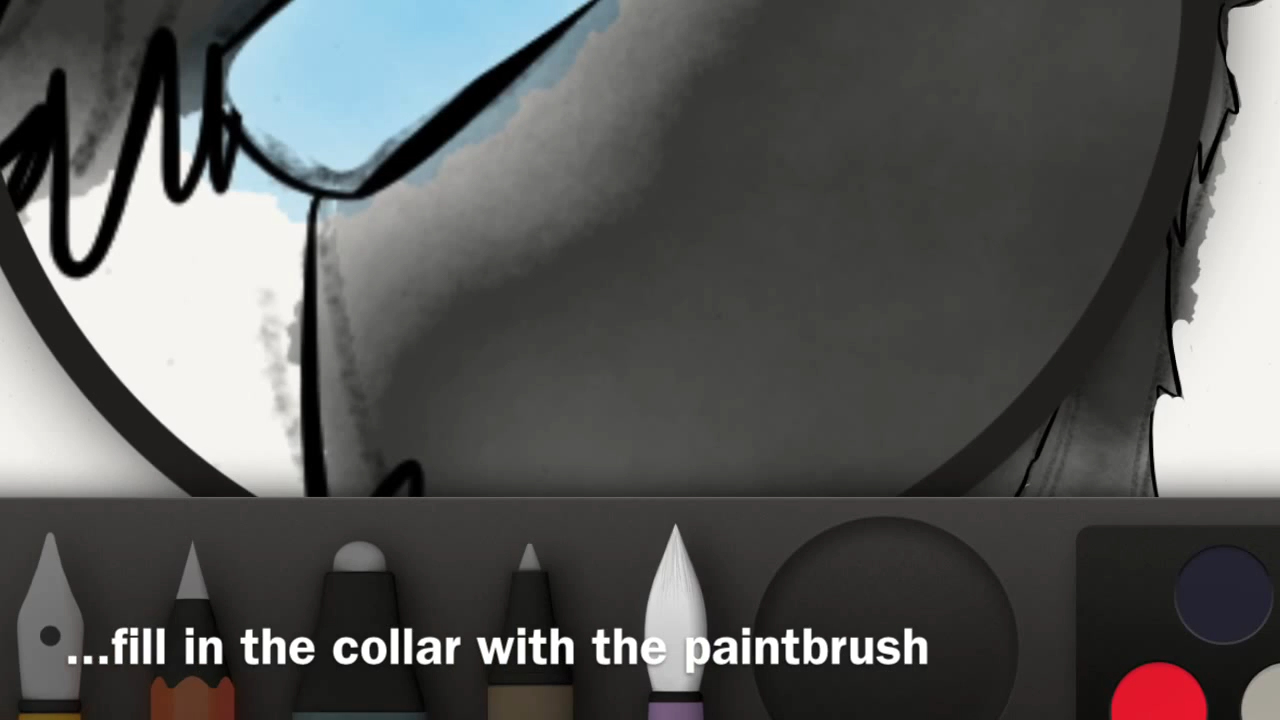 ...fill in the collar with the paintbrush